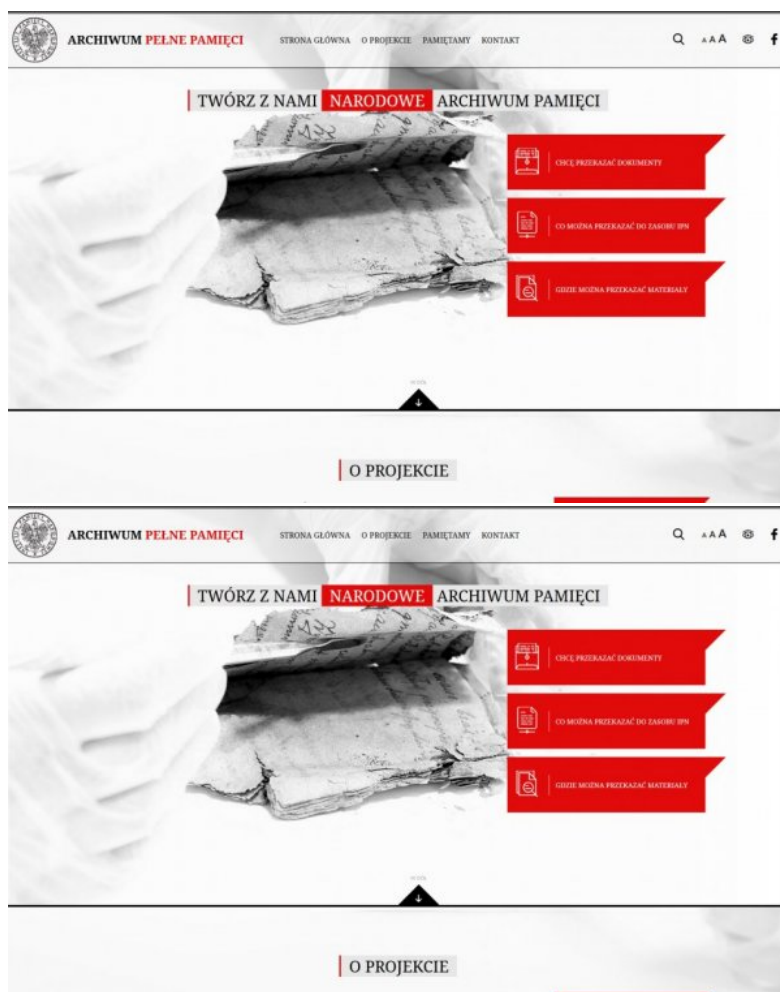 ARCHIWUM PEŁNE PAMIĘCI
STRONA GŁÓWNA O PROJEKCIE PAMIĘTAMY KONTAKT
A A A
TWÓRZ Z NAMI NARODOWE ARCHIWUM PAMIĘCI
CHCĘ PRZEKAZAĆ DOKUMENTY
CO MOŻNA PRZEKAZAĆ DO ZASOBU IPN
GDZIE MOŻNA PRZEKAZAĆ MATERIAŁY
O PROJEKCIE
ARCHIWUM PEŁNE PAMIĘCI
STRONA GŁÓWNA O PROJEKCIE PAMIĘTAMY KONTAKT
A A A
TWÓRZ Z NAMI NARODOWE ARCHIWUM PAMIĘCI
CHCĘ PRZEKAZAĆ DOKUMENTY
CO MOŻNA PRZEKAZAĆ DO ZASOBU IPN
GDZIE MOŻNA PRZEKAZAĆ MATERIAŁY
O PROJEKCIE